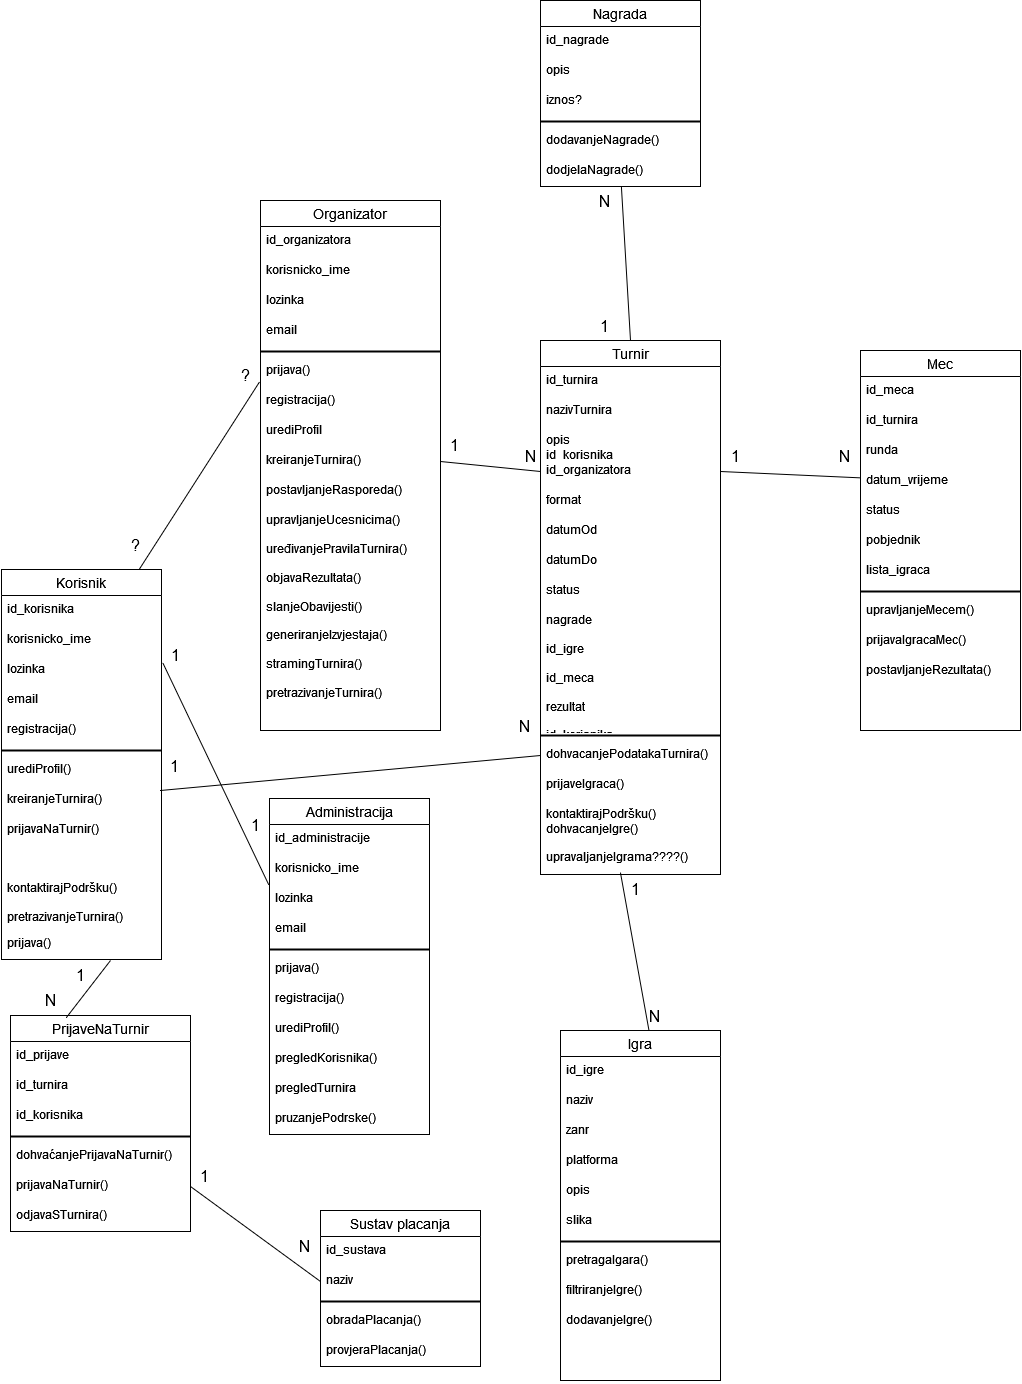 Nagrada
id_nagrade
opis
iznos?
dodavanjeNagrade()
dodjelaNagrade()
N
1
Organizator
id_organizatora
korisnicko_ime
lozinka
email
prijava()
registracija()
urediProfil
kreiranjeTurnira()
postavljanjeRasporeda()
upravljanjeUcesnicima()
uređivanjePravilaTurnira()
objavaRezultata()
slanjeObavijesti()
generiranjeIzvjestaja()
stramingTurnira()
pretrazivanjeTurnira()
?
?
1
N
Turnir
id_turnira
nazivTurnira
opis
id_korisnika
id_organizatora
format
datumOd
datumDo
status
nagrade
id_igre
id_meca
rezultat
id_korisnika
dohvacanjePodatakaTurnira()
prijaveIgraca()
kontaktirajPodršku()
dohvacanjeIgre()
upravaljanjeIgrama????()
1
N
Mec
id_meca
id_turnira
runda
datum_vrijeme
status
pobjednik
lista_igraca
upravljanjeMecem()
prijavaIgracaMec()
postavljanjeRezultata()
Korisnik
id_korisnika
korisnicko_ime
lozinka
email
registracija()
urediProfil()
kreiranjeTurnira()
prijavaNaTurnir()
kontaktirajPodršku()
pretrazivanjeTurnira()
prijava()
1
1
1
N
Administracija
id_administracije
korisnicko_ime
lozinka
email
prijava()
registracija()
urediProfil()
pregledKorisnika()
pregledTurnira
pruzanjePodrske()
1
N
PrijaveNaTurnir
id_prijave
id_turnira
id_korisnika
dohvaćanjePrijavaNaTurnir()
prijavaNaTurnir()
odjavaSTurnira()
1
N
Sustav placanja
id_sustava
naziv
obradaPlacanja()
provjeraPlacanja()
1
N
Igra
id_igre
naziv
zanr
platforma
opis
slika
pretragaIgara()
filtriranjeIgre()
dodavanjeIgre()